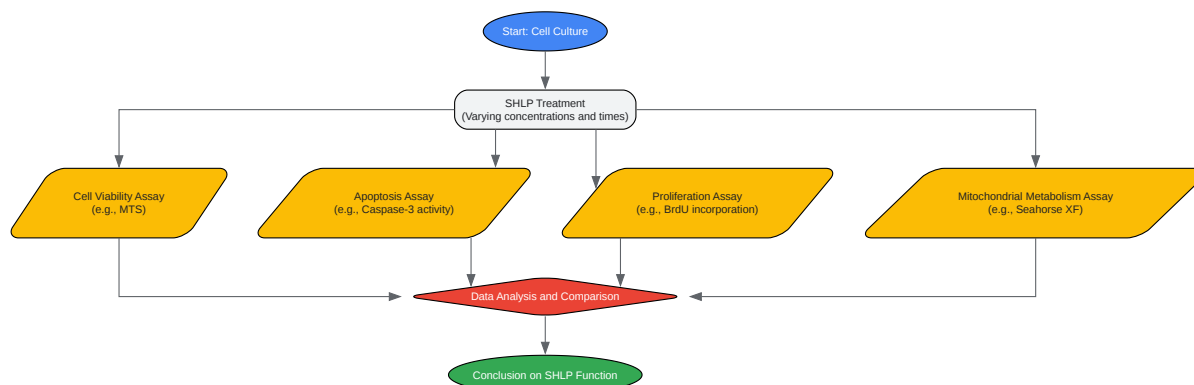 Start: Cell Culture
SHLP Treatment
(Varying concentrations and times)
Cell Viability Assay
(e.g., MTS)
Apoptosis Assay
(e.g., Caspase-3 activity)
Proliferation Assay
(e.g., BrdU incorporation)
Mitochondrial Metabolism Assay
(e.g., Seahorse XF)
Data Analysis and Comparison
Conclusion on SHLP Function